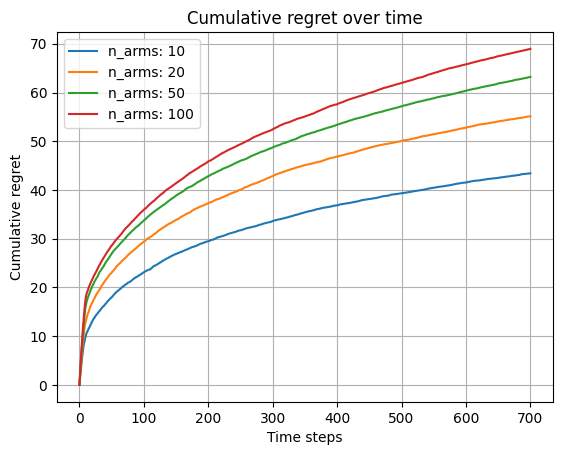 Cumulative regret over time
n_arms: 10
n_arms: 20
n_arms: 50
n_arms: 100
Cumulative regret
70
60
50
40
30
20
10
0
0 100 200 300 400 500 600 700
Time steps